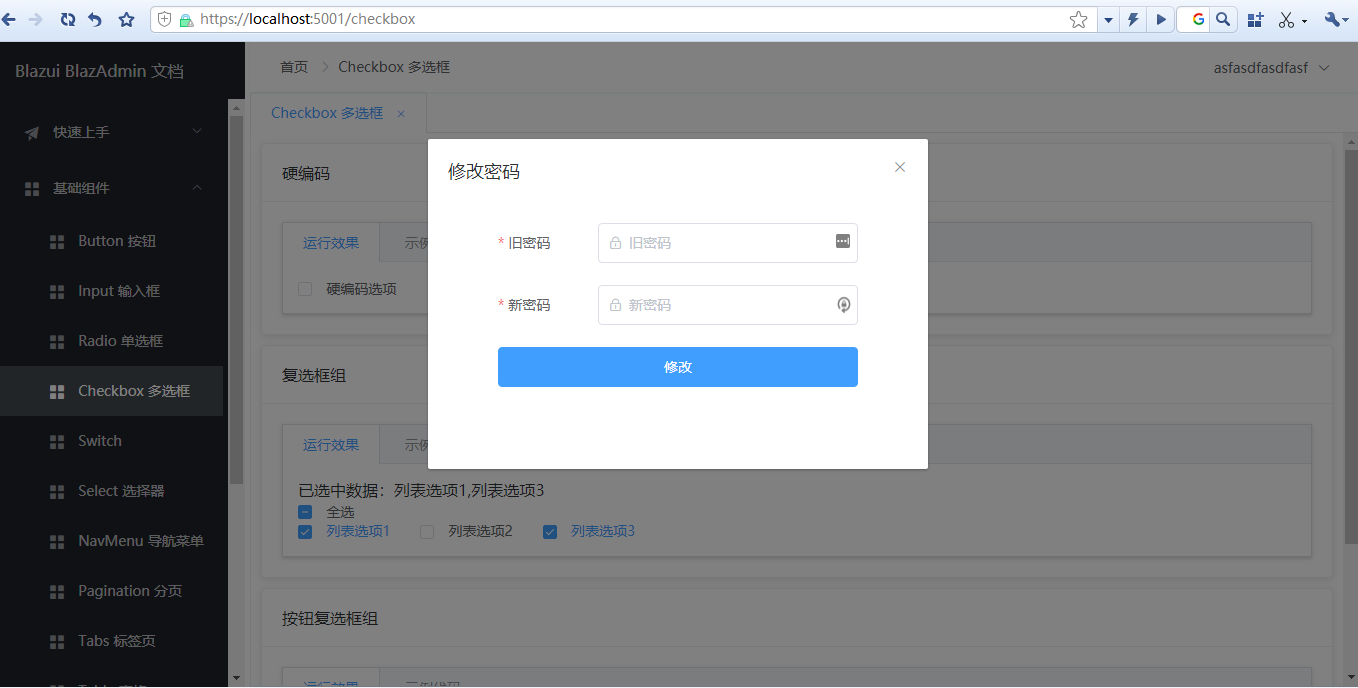 https://localhost:5001/checkbox
Blazui BlazAdmin 文档
首页 Checkbox 多选框
asfasdfasdfasf
快速上手
基础组件
Button 按钮
Input 输入框
Radio 单选框
Checkbox 多选框
Switch
Select 选择器
NavMenu 导航菜单
Pagination 分页
Tabs 标签页
Checkbox 多选框
硬编码
运行效果
硬编码选项
修改密码
* 旧密码
旧密码
* 新密码
新密码
修改
复选框组
运行效果
已选中数据：列表选项1,列表选项3
全选
列表选项1 列表选项2 列表选项3
按钮复选框组
运行效果 示例代码